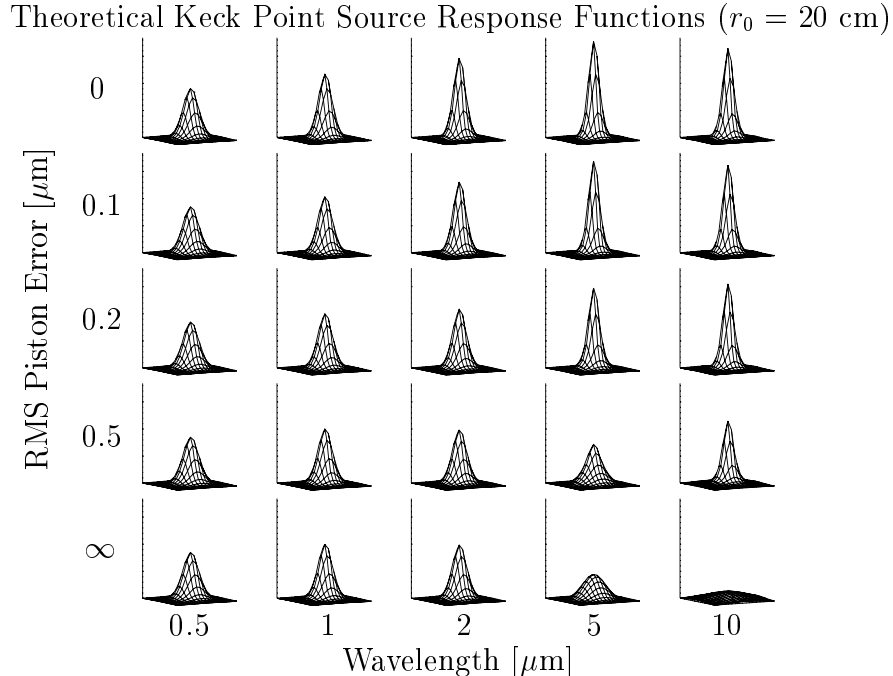 Theoretical Keck Point Source Response Functions (r₀ = 20 cm)
RMS Piston Error [μm]
0
0.1
0.2
0.5
∞
0.5 1 2 5 10
Wavelength [μm]